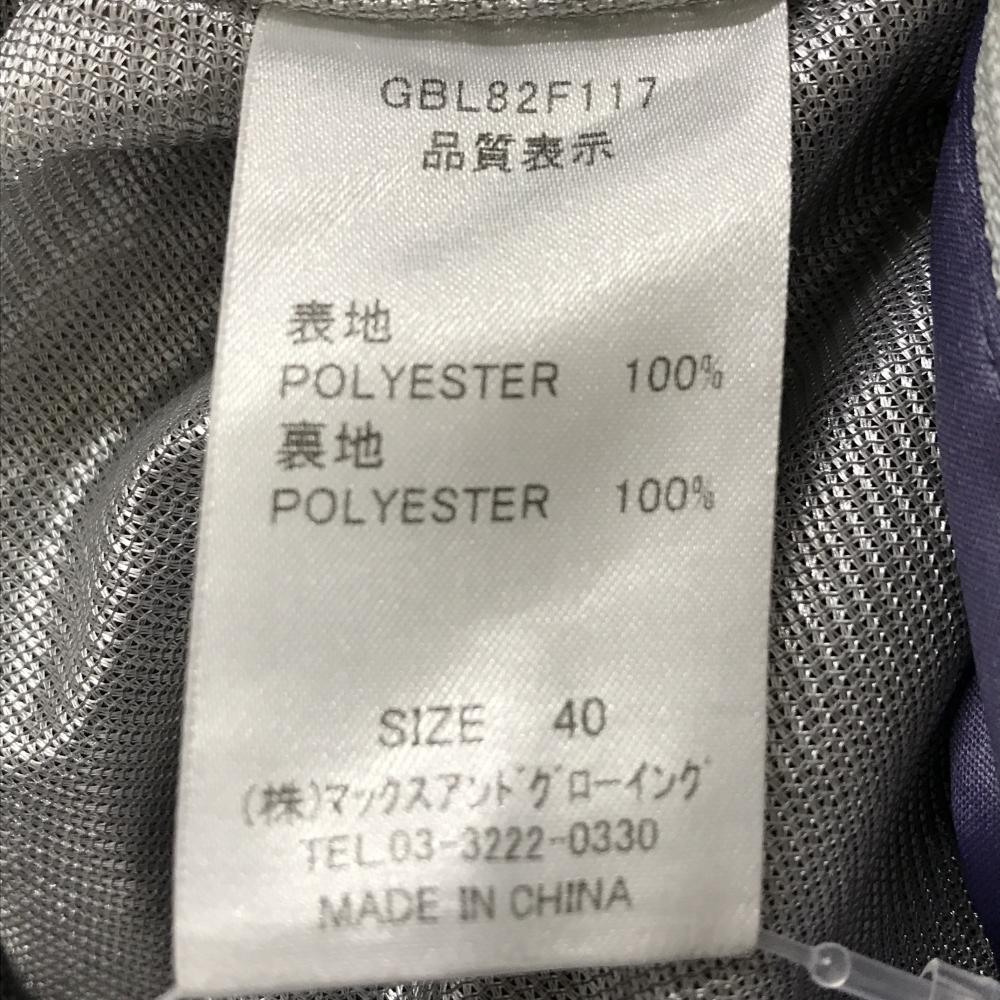 GBL82F117
品質表示
表地
POLYESTER 100%
裏地
POLYESTER 100%
SIZE 40
(株)マックスアンドグローイング
TEL.03-3222-0330
MADE IN CHINA